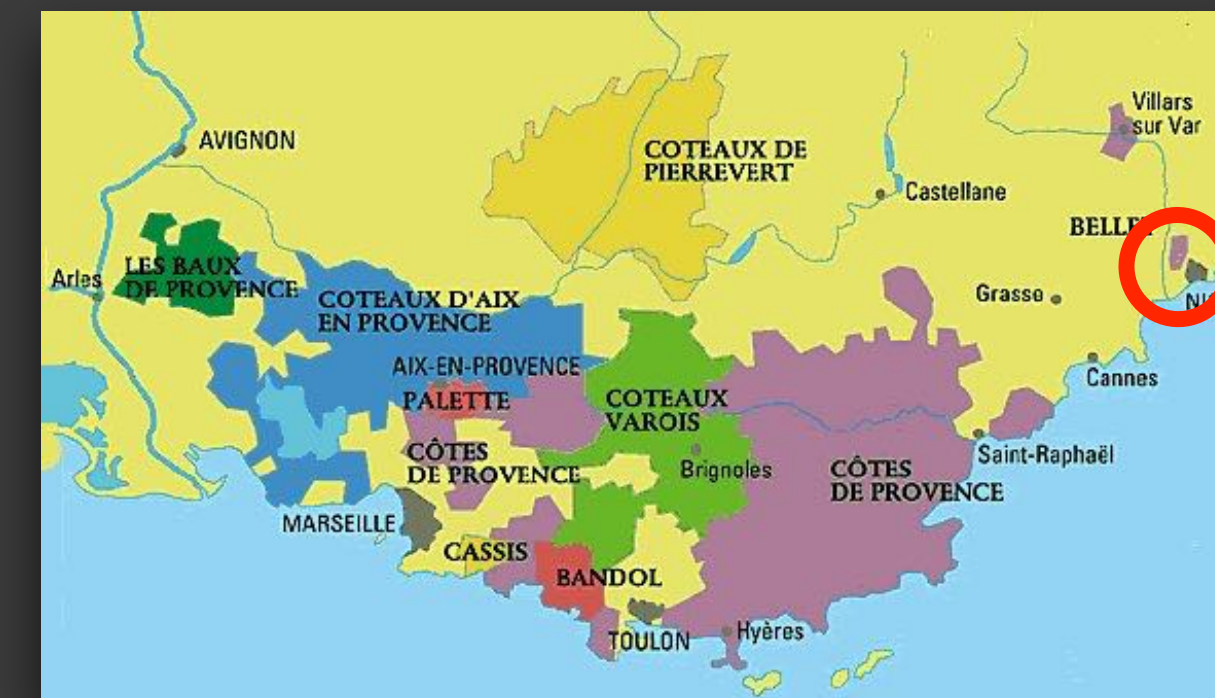 Villars
sur Var
AVIGNON
COTEAUX DE
PIERREVERT
Castellane
Arles
LES BAUX
DE PROVENCE
COTEAUX D'AIX
EN PROVENCE
Grasse
AIX-EN-PROVENCE
PALETTE
COTEAUX
VAROIS
Cannes
CÔTES
DE PROVENCE
Brignoles
CÔTES
DE PROVENCE
Saint-Raphaël
MARSEILLE
CASSIS
BANDOL
TOULON
Hyères